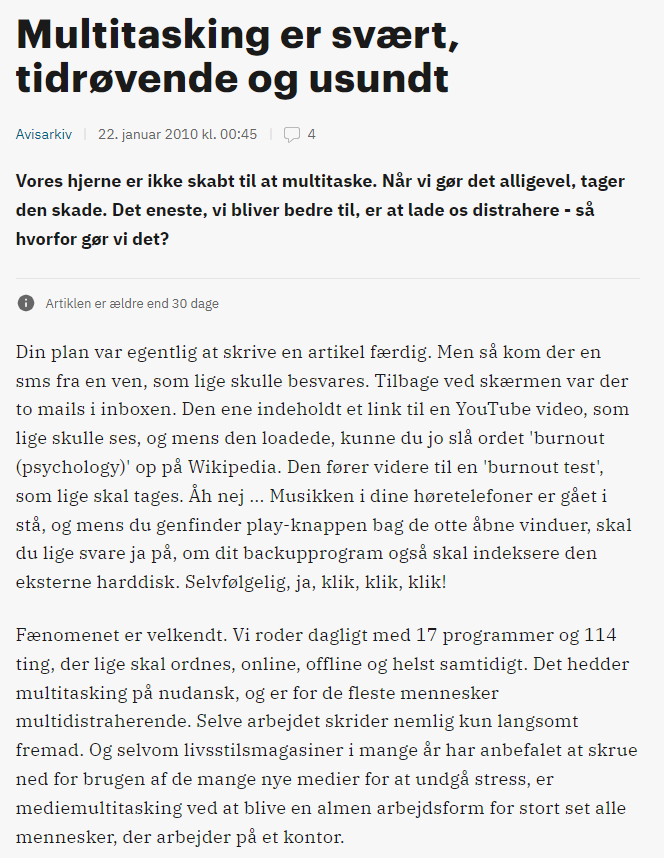 Multitasking er svært,
tidrøvende og usundt
Avisarkiv | 22. januar 2010 kl. 00:45 | 4
Vores hjerne er ikke skabt til at multitaske. Når vi gør det alligevel, tager
den skade. Det eneste, vi bliver bedre til, er at lade os distrahere - så
hvorfor gør vi det?
Artiklen er ældre end 30 dage
Din plan var egentlig at skrive en artikel færdig. Men så kom der en
sms fra en ven, som lige skulle besvares. Tilbage ved skærmen var der
to mails i inboxen. Den ene indeholdt et link til en YouTube video, som
lige skulle ses, og mens den loadede, kunne du jo slå ordet 'burnout
(psychology)' op på Wikipedia. Den fører videre til en 'burnout test',
som lige skal tages. Åh nej ... Musikken i dine høretelefoner er gået i
stå, og mens du genfinder play-knappen bag de otte åbne vinduer, skal
du lige svare ja på, om dit backupprogram også skal indeksere den
eksterne harddisk. Selvfølgelig, ja, klik, klik, klik!
Fænomenet er velkendt. Vi roder dagligt med 17 programmer og 114
ting, der lige skal ordnes, online, offline og helst samtidigt. Det hedder
multitasking på nudansk, og er for de fleste mennesker
multidistraherende. Selve arbejdet skrider nemlig kun langsomt
fremad. Og selvom livsstilsmagasiner i mange år har anbefalet at skrue
ned for brugen af de mange nye medier for at undgå stress, er
mediemultitasking ved at blive en almen arbejdsform for stort set alle
mennesker, der arbejder på et kontor.